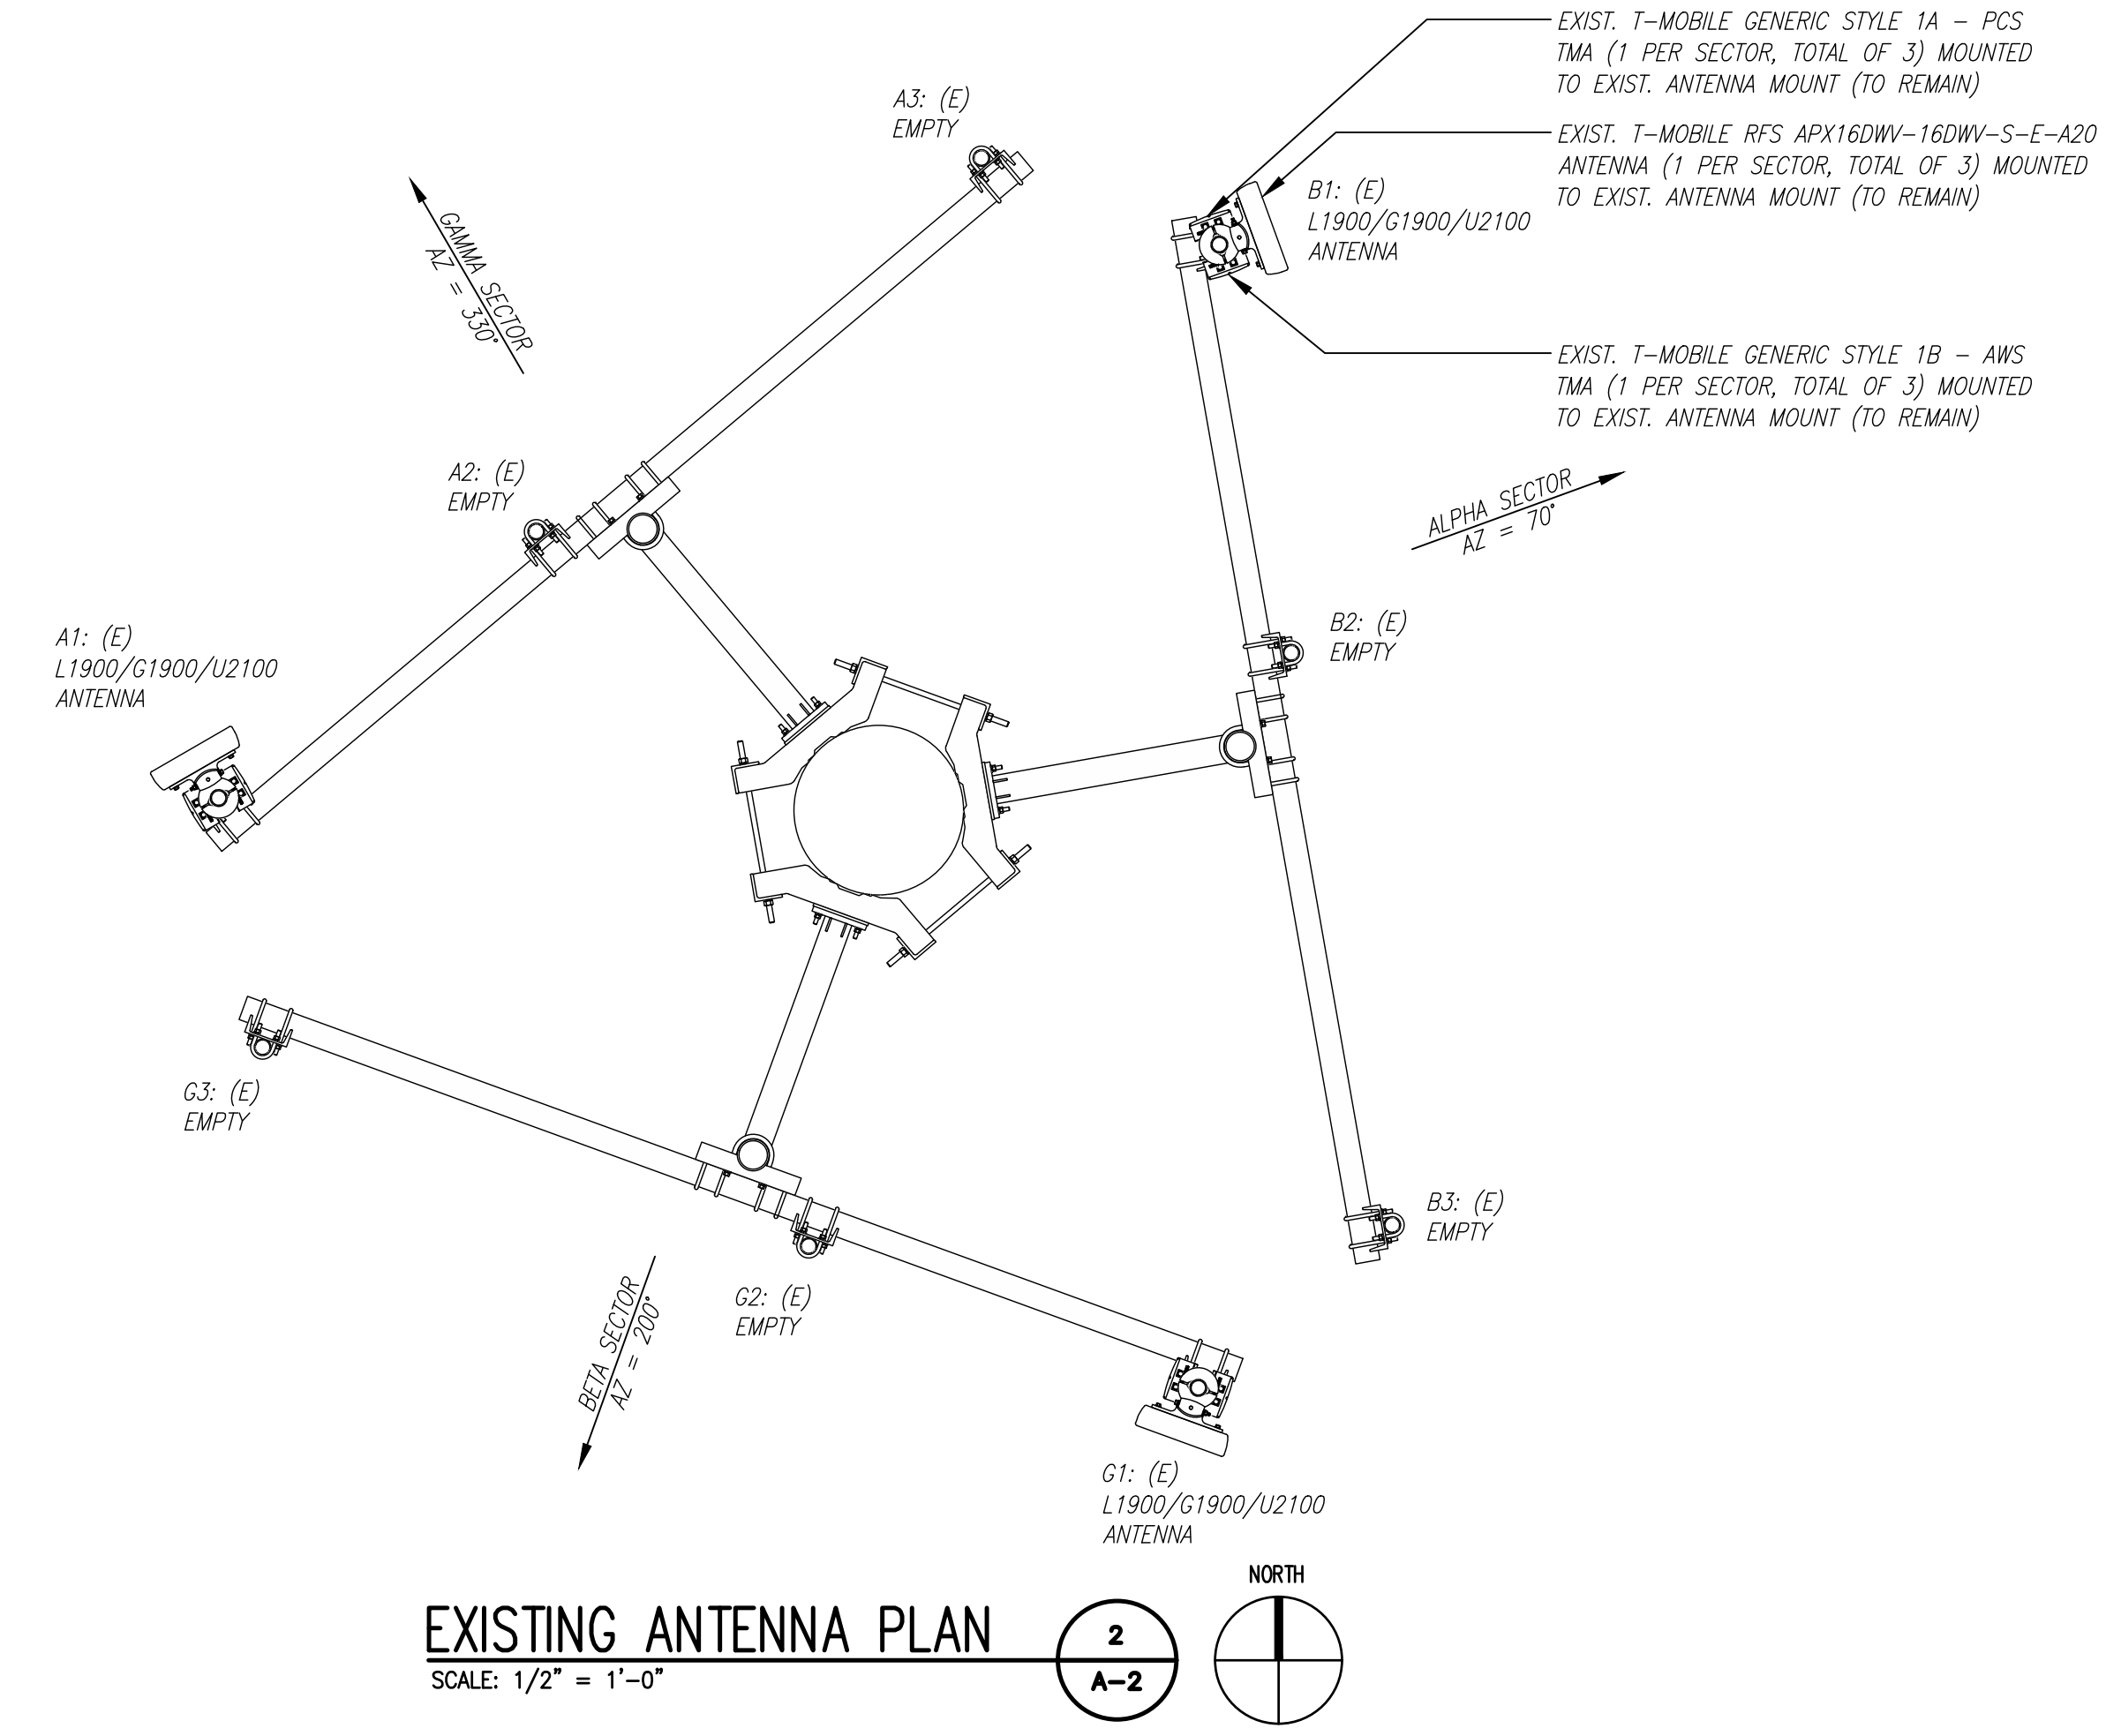 EXIST. T-MOBILE GENERIC STYLE 1A - PCS
TMA (1 PER SECTOR, TOTAL OF 3) MOUNTED
TO EXIST. ANTENNA MOUNT (TO REMAIN)
EXIST. T-MOBILE RFS APX16DWV-16DWV-S-E-A20
ANTENNA (1 PER SECTOR, TOTAL OF 3) MOUNTED
TO EXIST. ANTENNA MOUNT (TO REMAIN)
A3: (E)
EMPTY
B1: (E)
L1900/G1900/U2100
ANTENNA
GAMMA SECTOR
AZ = 330°
EXIST. T-MOBILE GENERIC STYLE 1B - AWS
TMA (1 PER SECTOR, TOTAL OF 3) MOUNTED
TO EXIST. ANTENNA MOUNT (TO REMAIN)
A2: (E)
EMPTY
ALPHA SECTOR
AZ = 70°
A1: (E)
L1900/G1900/U2100
ANTENNA
B2: (E)
EMPTY
G3: (E)
EMPTY
B3: (E)
EMPTY
G2: (E)
EMPTY
BETA SECTOR
AZ = 200°
G1: (E)
L1900/G1900/U2100
ANTENNA
NORTH
EXISTING ANTENNA PLAN
SCALE: 1/2" = 1'-0"
2
A-2